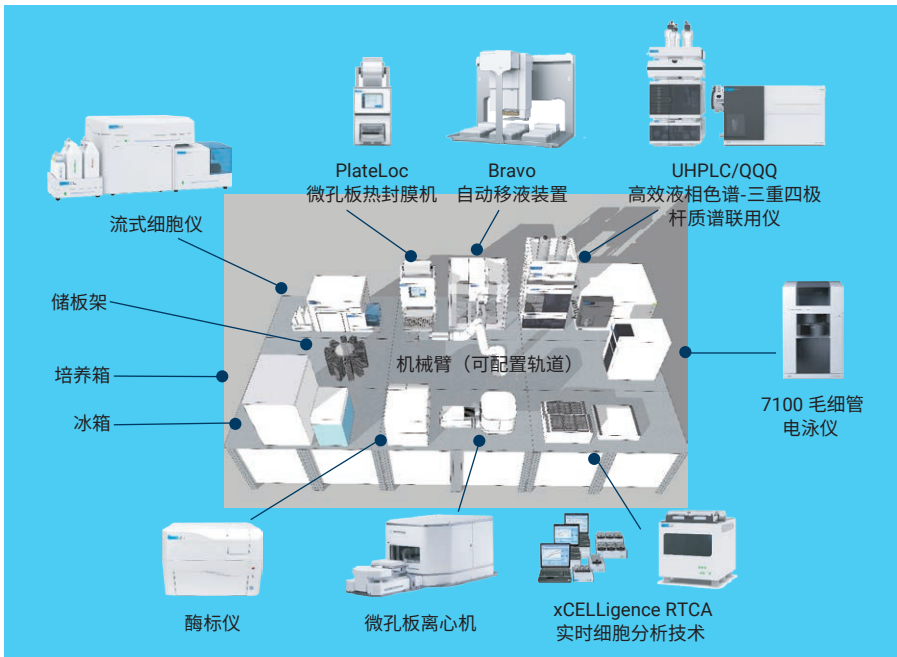 PlateLoc
微孔板热封膜机
Bravo
自动移液装置
UHPLC/QQQ
高效液相色谱-三重四极
杆质谱联用仪
流式细胞仪
储板架
机械臂（可配置轨道）
培养箱
冰箱
7100 毛细管
电泳仪
酶标仪
微孔板离心机
xCELLigence RTCA
实时细胞分析技术